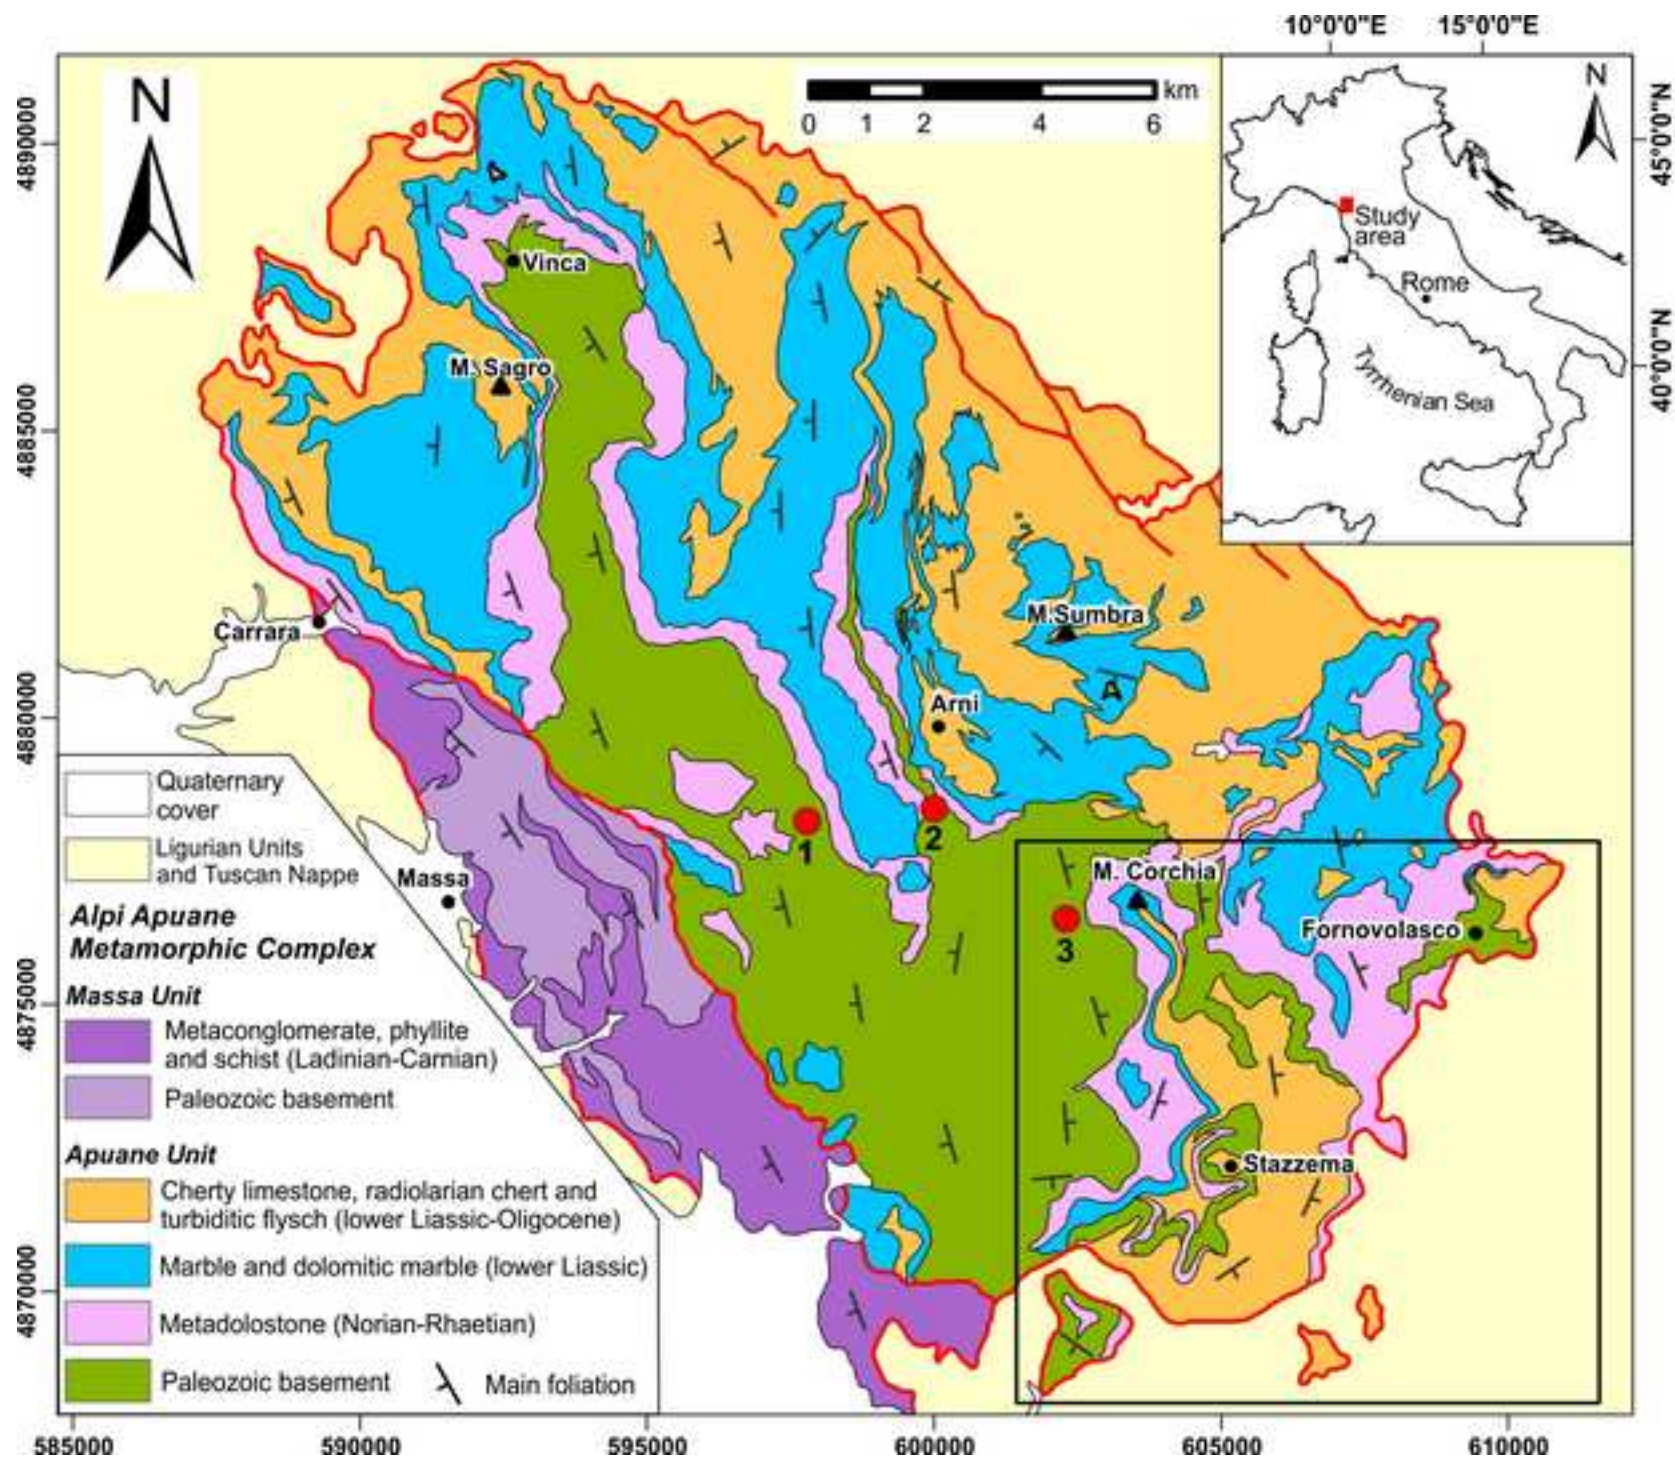 10°0'0"E 15°0'0"E
N
km
0 1 2 4 6
N
45°0'0"N
40°0'0"N
Study
area
Rome
Tyrrhenian Sea
4890000
4885000
4880000
4875000
4870000
Vinca
M. Sagro
Carrara
M.Sumbra
A
Arni
1
2
3
M. Corchia
Fornovolasco
Massa
Stazzema
Quaternary
cover
Ligurian Units
and Tuscan Nappe
Alpi Apuane
Metamorphic Complex
Massa Unit
Metaconglomerate, phyllite
and schist (Ladinian-Carnian)
Paleozoic basement
Apuane Unit
Cherty limestone, radiolarian chert and
turbiditic flysch (lower Liassic-Oligocene)
Marble and dolomitic marble (lower Liassic)
Metadolostone (Norian-Rhaetian)
Paleozoic basement
Main foliation
585000 590000 595000 600000 605000 610000